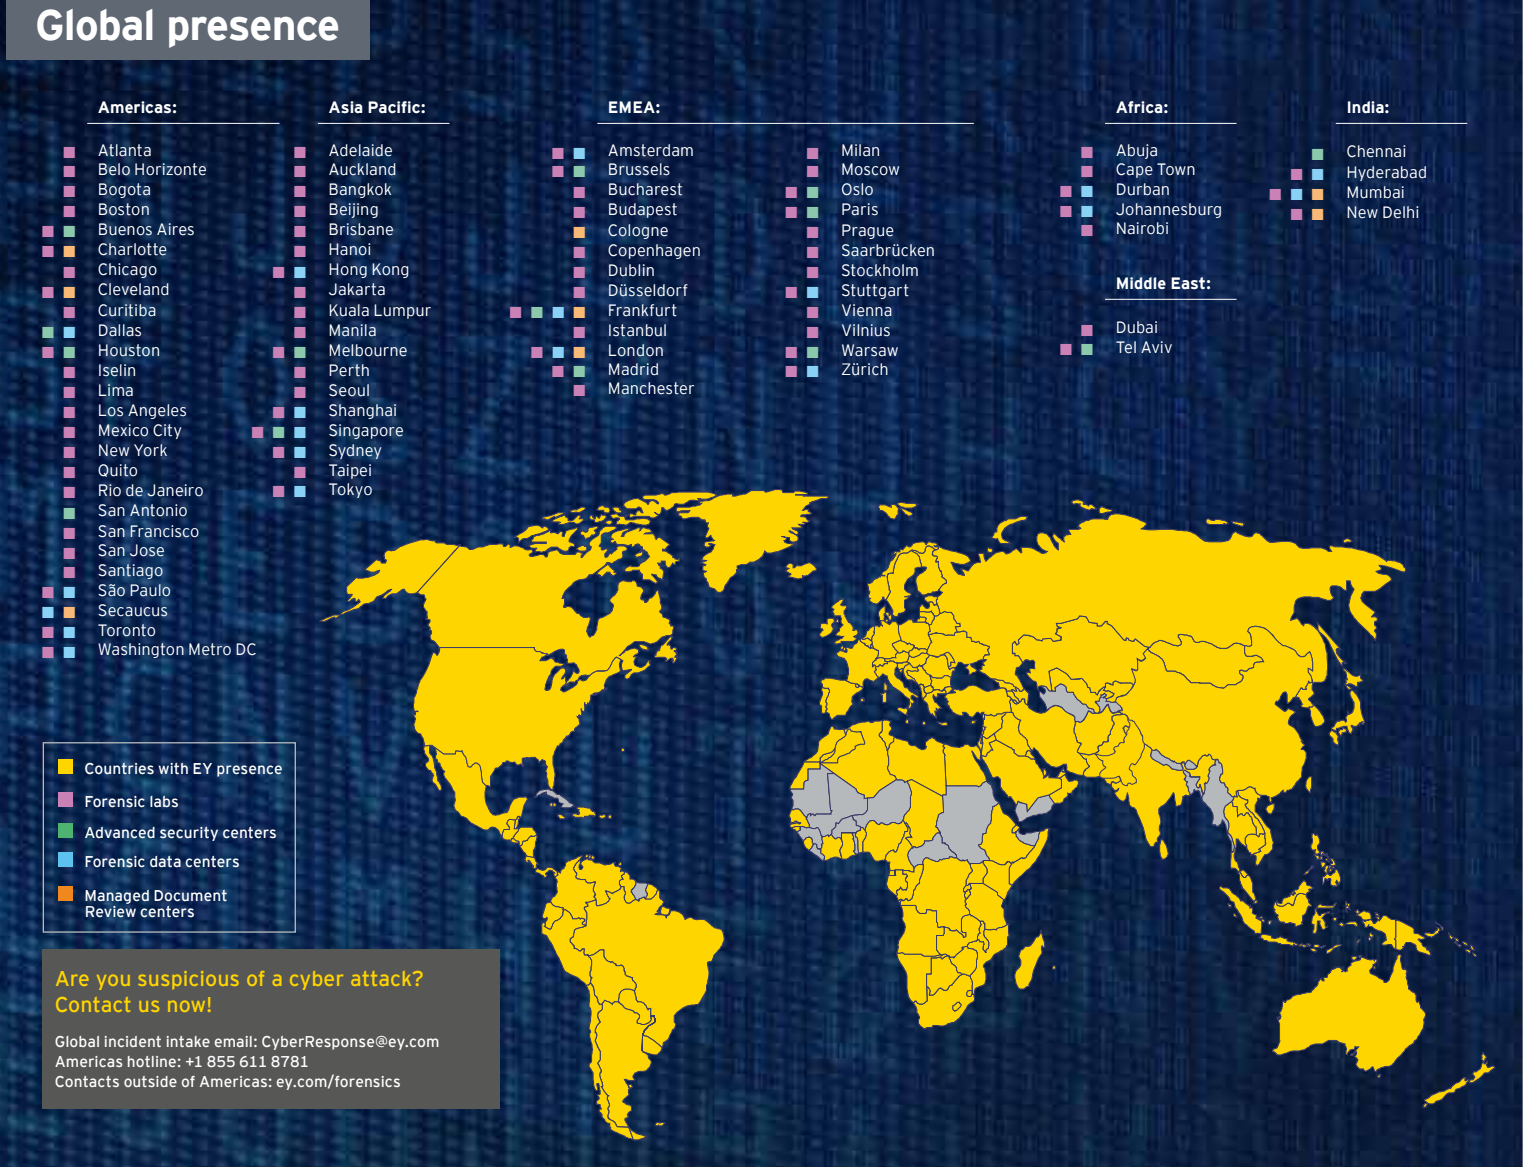 Global presence
Americas:
Atlanta
Belo Horizonte
Bogota
Boston
Buenos Aires
Charlotte
Chicago
Cleveland
Curitiba
Dallas
Houston
Iselin
Lima
Los Angeles
Mexico City
New York
Quito
Rio de Janeiro
San Antonio
San Francisco
San Jose
Santiago
São Paulo
Secaucus
Toronto
Washington Metro DC
Asia Pacific:
Adelaide
Auckland
Bangkok
Beijing
Brisbane
Hanoi
Hong Kong
Jakarta
Kuala Lumpur
Manila
Melbourne
Perth
Seoul
Shanghai
Singapore
Sydney
Taipei
Tokyo
EMEA:
Amsterdam
Brussels
Bucharest
Budapest
Cologne
Copenhagen
Dublin
Düsseldorf
Frankfurt
Istanbul
London
Madrid
Manchester
Milan
Moscow
Oslo
Paris
Prague
Saarbrücken
Stockholm
Stuttgart
Vienna
Vilnius
Warsaw
Zürich
Africa:
Abuja
Cape Town
Durban
Johannesburg
Nairobi
Middle East:
Dubai
Tel Aviv
India:
Chennai
Hyderabad
Mumbai
New Delhi
Countries with EY presence
Forensic labs
Advanced security centers
Forensic data centers
Managed Document
Review centers
Are you suspicious of a cyber attack?
Contact us now!
Global incident intake email: CyberResponse@ey.com
Americas hotline: +1 855 611 8781
Contacts outside of Americas: ey.com/forensics